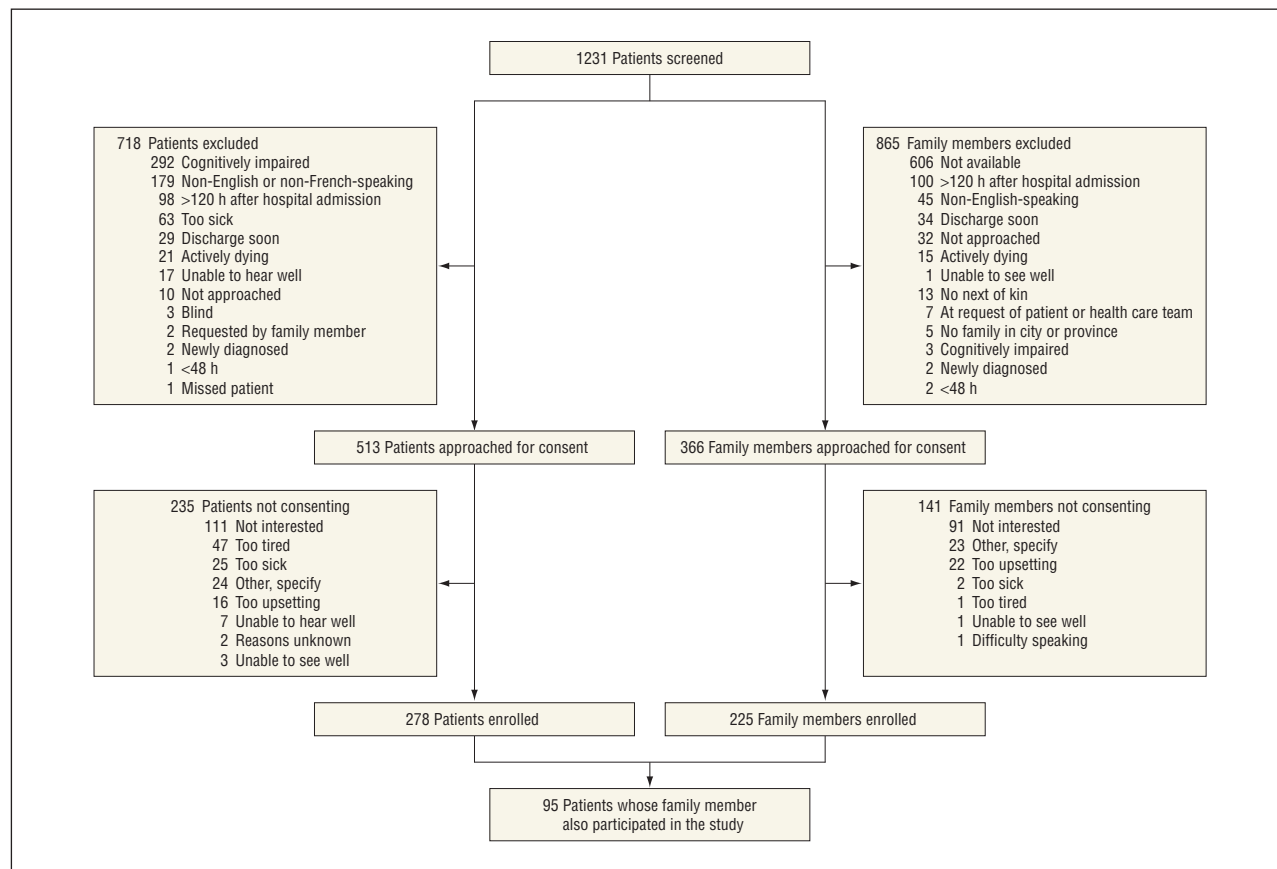 1231 Patients screened
718 Patients excluded
292 Cognitively impaired
179 Non-English or non-French-speaking
98 >120 h after hospital admission
63 Too sick
29 Discharge soon
21 Actively dying
17 Unable to hear well
10 Not approached
3 Blind
2 Requested by family member
2 Newly diagnosed
1 <48 h
1 Missed patient
865 Family members excluded
606 Not available
100 >120 h after hospital admission
45 Non-English-speaking
34 Discharge soon
32 Not approached
15 Actively dying
1 Unable to see well
13 No next of kin
7 At request of patient or health care team
5 No family in city or province
3 Cognitively impaired
2 Newly diagnosed
2 <48 h
513 Patients approached for consent
366 Family members approached for consent
235 Patients not consenting
111 Not interested
47 Too tired
25 Too sick
24 Other, specify
16 Too upsetting
7 Unable to hear well
2 Reasons unknown
3 Unable to see well
141 Family members not consenting
91 Not interested
23 Other, specify
22 Too upsetting
2 Too sick
1 Too tired
1 Unable to see well
1 Difficulty speaking
278 Patients enrolled
225 Family members enrolled
95 Patients whose family member
also participated in the study